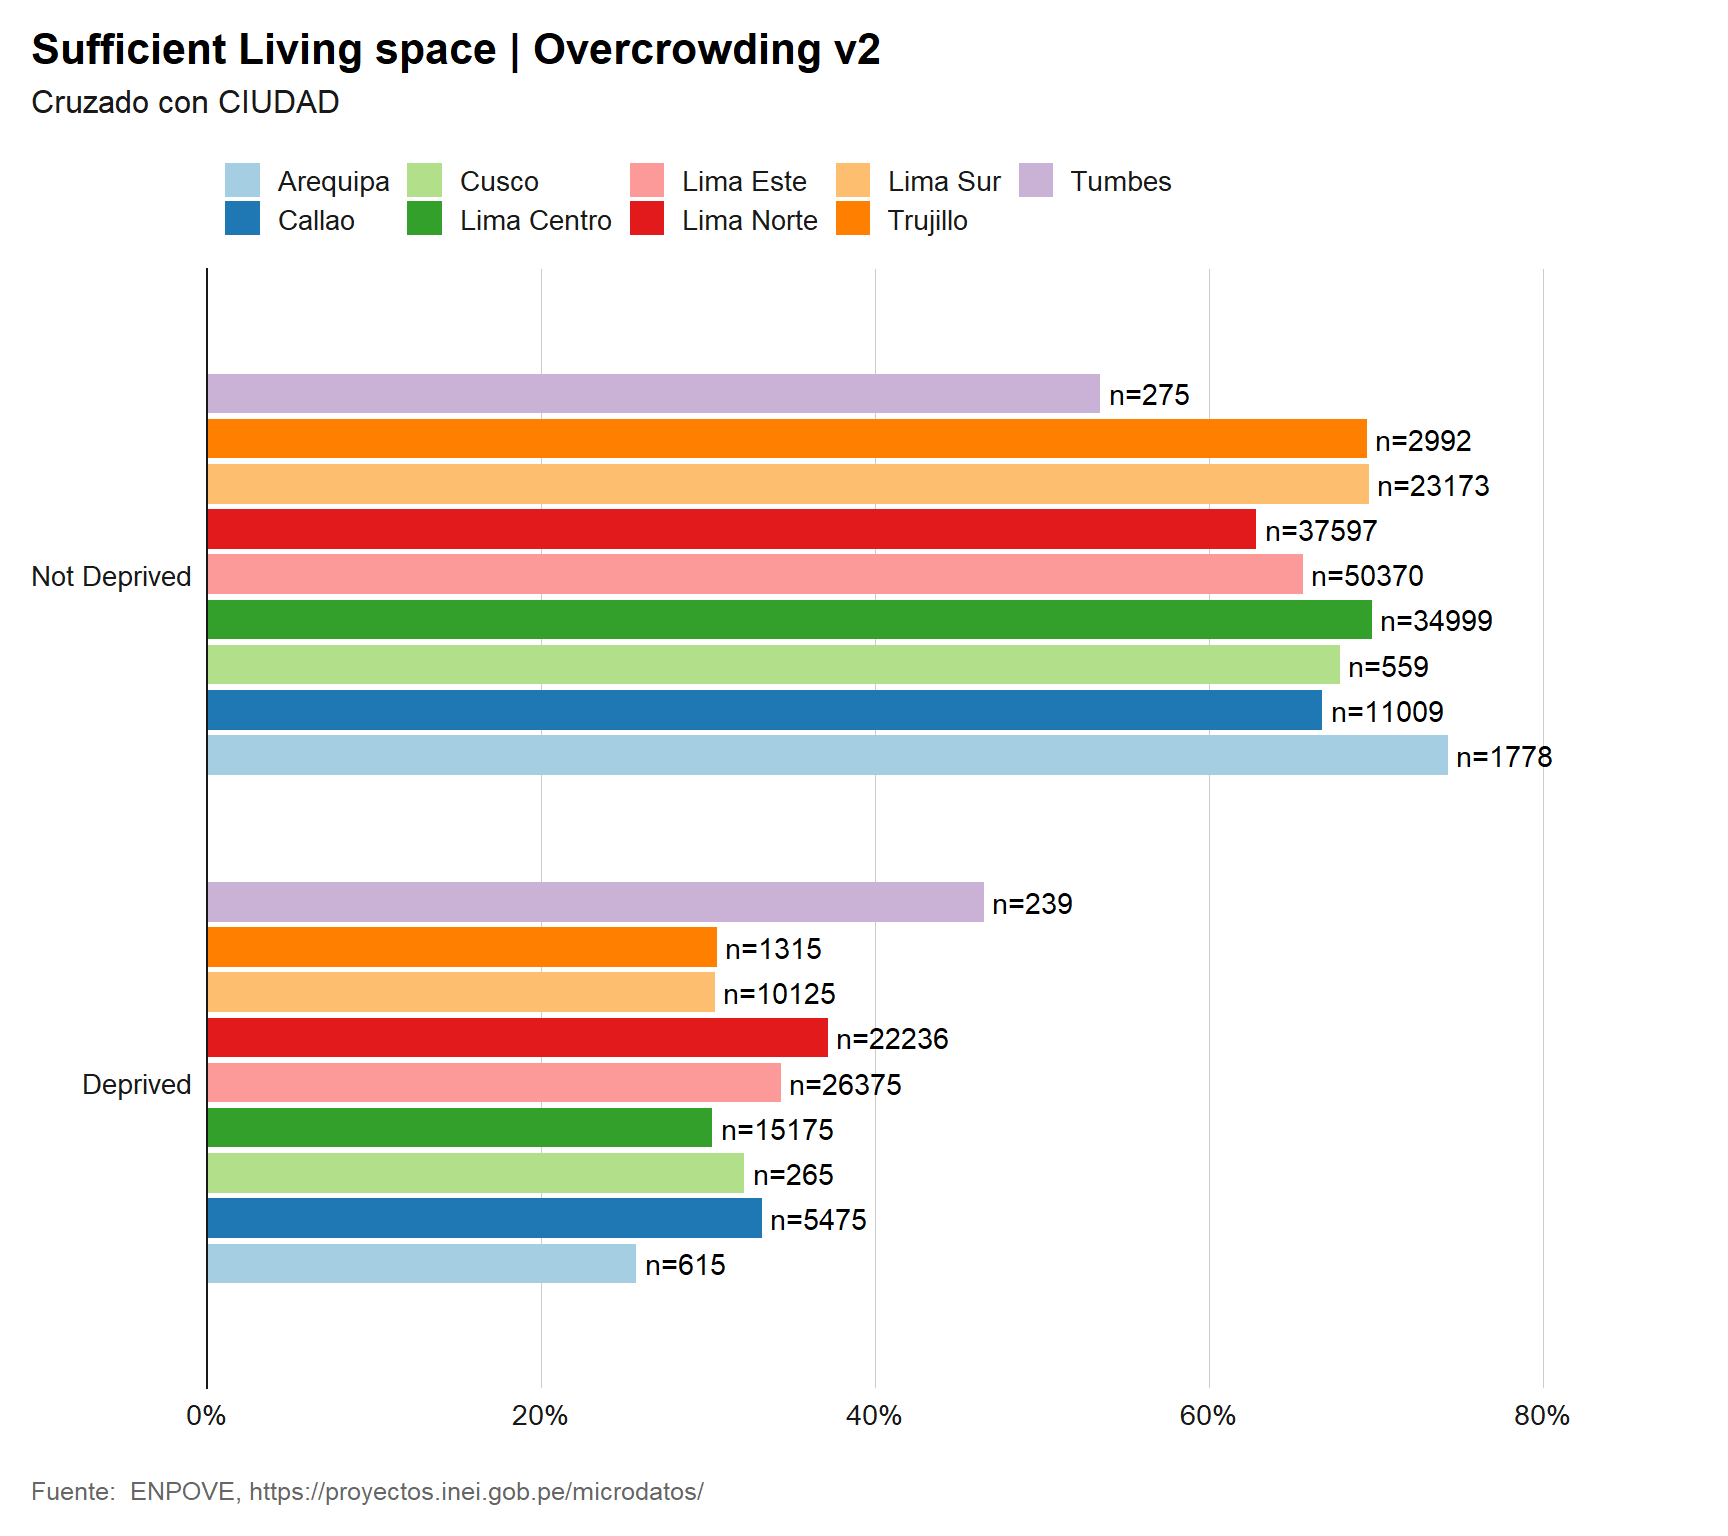 Sufficient Living space | Overcrowding v2
Cruzado con CIUDAD
Arequipa Cusco Lima Este Lima Sur Tumbes
Callao Lima Centro Lima Norte Trujillo
n=275
n=2992
n=23173
n=37597
Not Deprived n=50370
n=34999
n=559
n=11009
n=1778
n=239
n=1315
n=10125
n=22236
Deprived n=26375
n=15175
n=265
n=5475
n=615
0% 20% 40% 60% 80%
Fuente:  ENPOVE, https://proyectos.inei.gob.pe/microdatos/